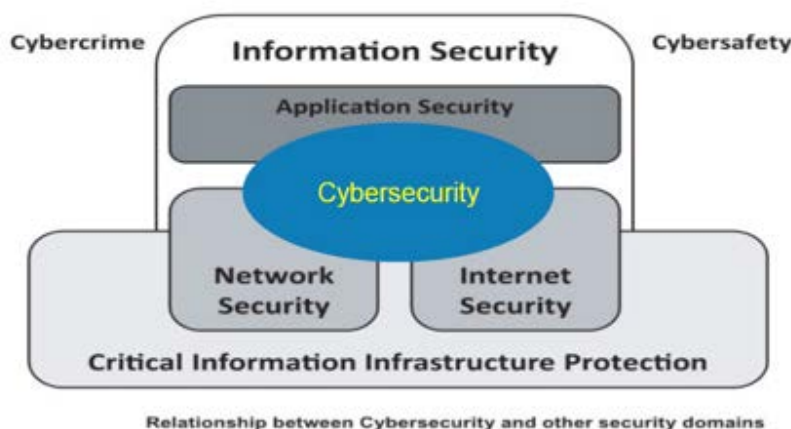 Cybercrime
Information Security
Cybersafety
Application Security
Cybersecurity
Network
Security
Internet
Security
Critical Information Infrastructure Protection
Relationship between Cybersecurity and other security domains